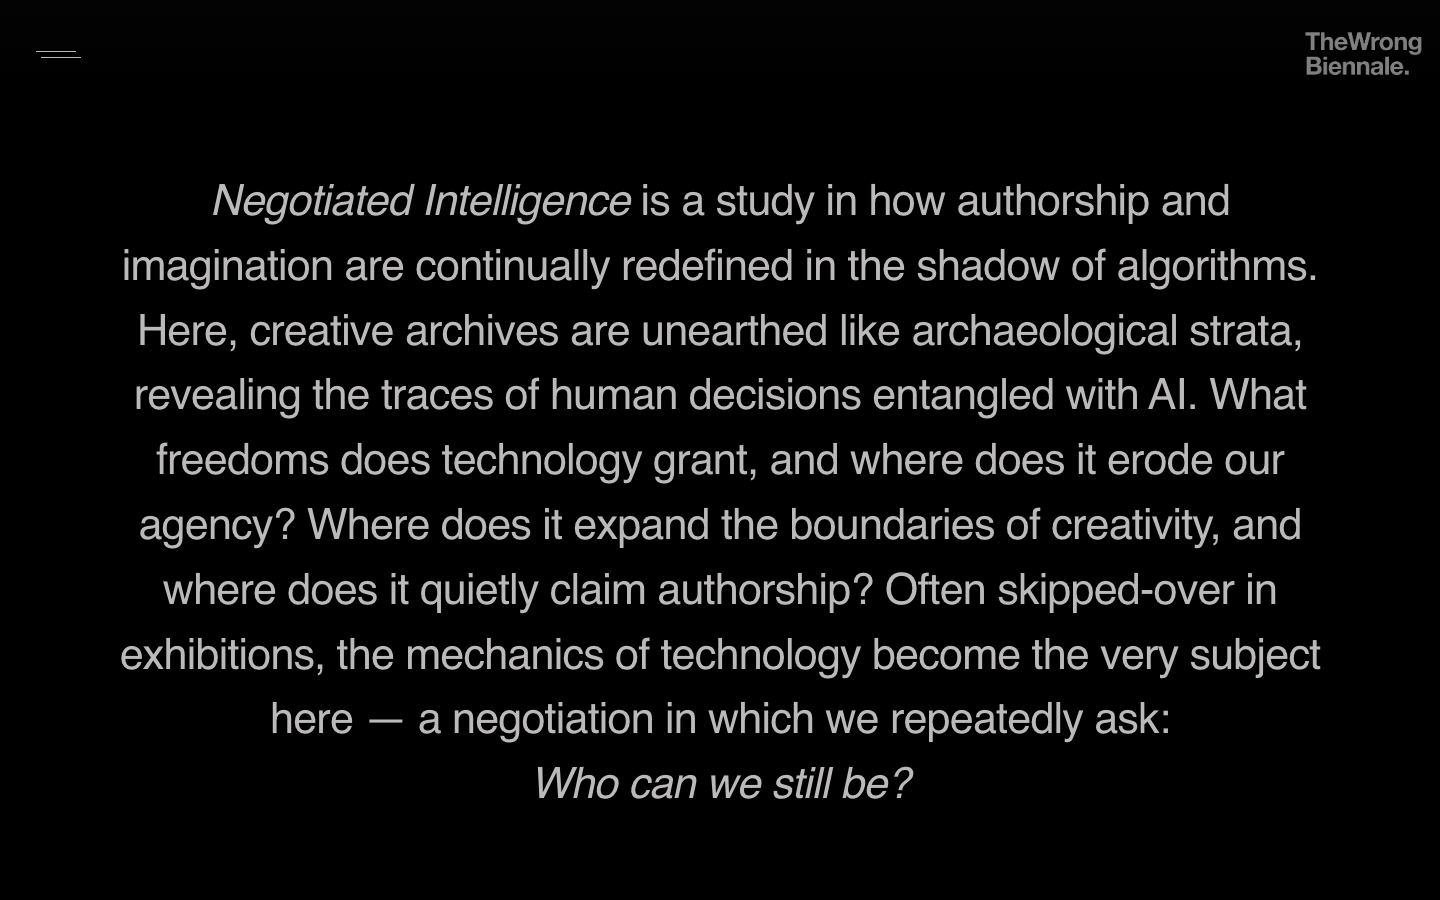 TheWrong
Biennale.
Negotiated Intelligence is a study in how authorship and
imagination are continually redefined in the shadow of algorithms.
Here, creative archives are unearthed like archaeological strata,
revealing the traces of human decisions entangled with AI. What
freedoms does technology grant, and where does it erode our
agency? Where does it expand the boundaries of creativity, and
where does it quietly claim authorship? Often skipped-over in
exhibitions, the mechanics of technology become the very subject
here — a negotiation in which we repeatedly ask:
Who can we still be?